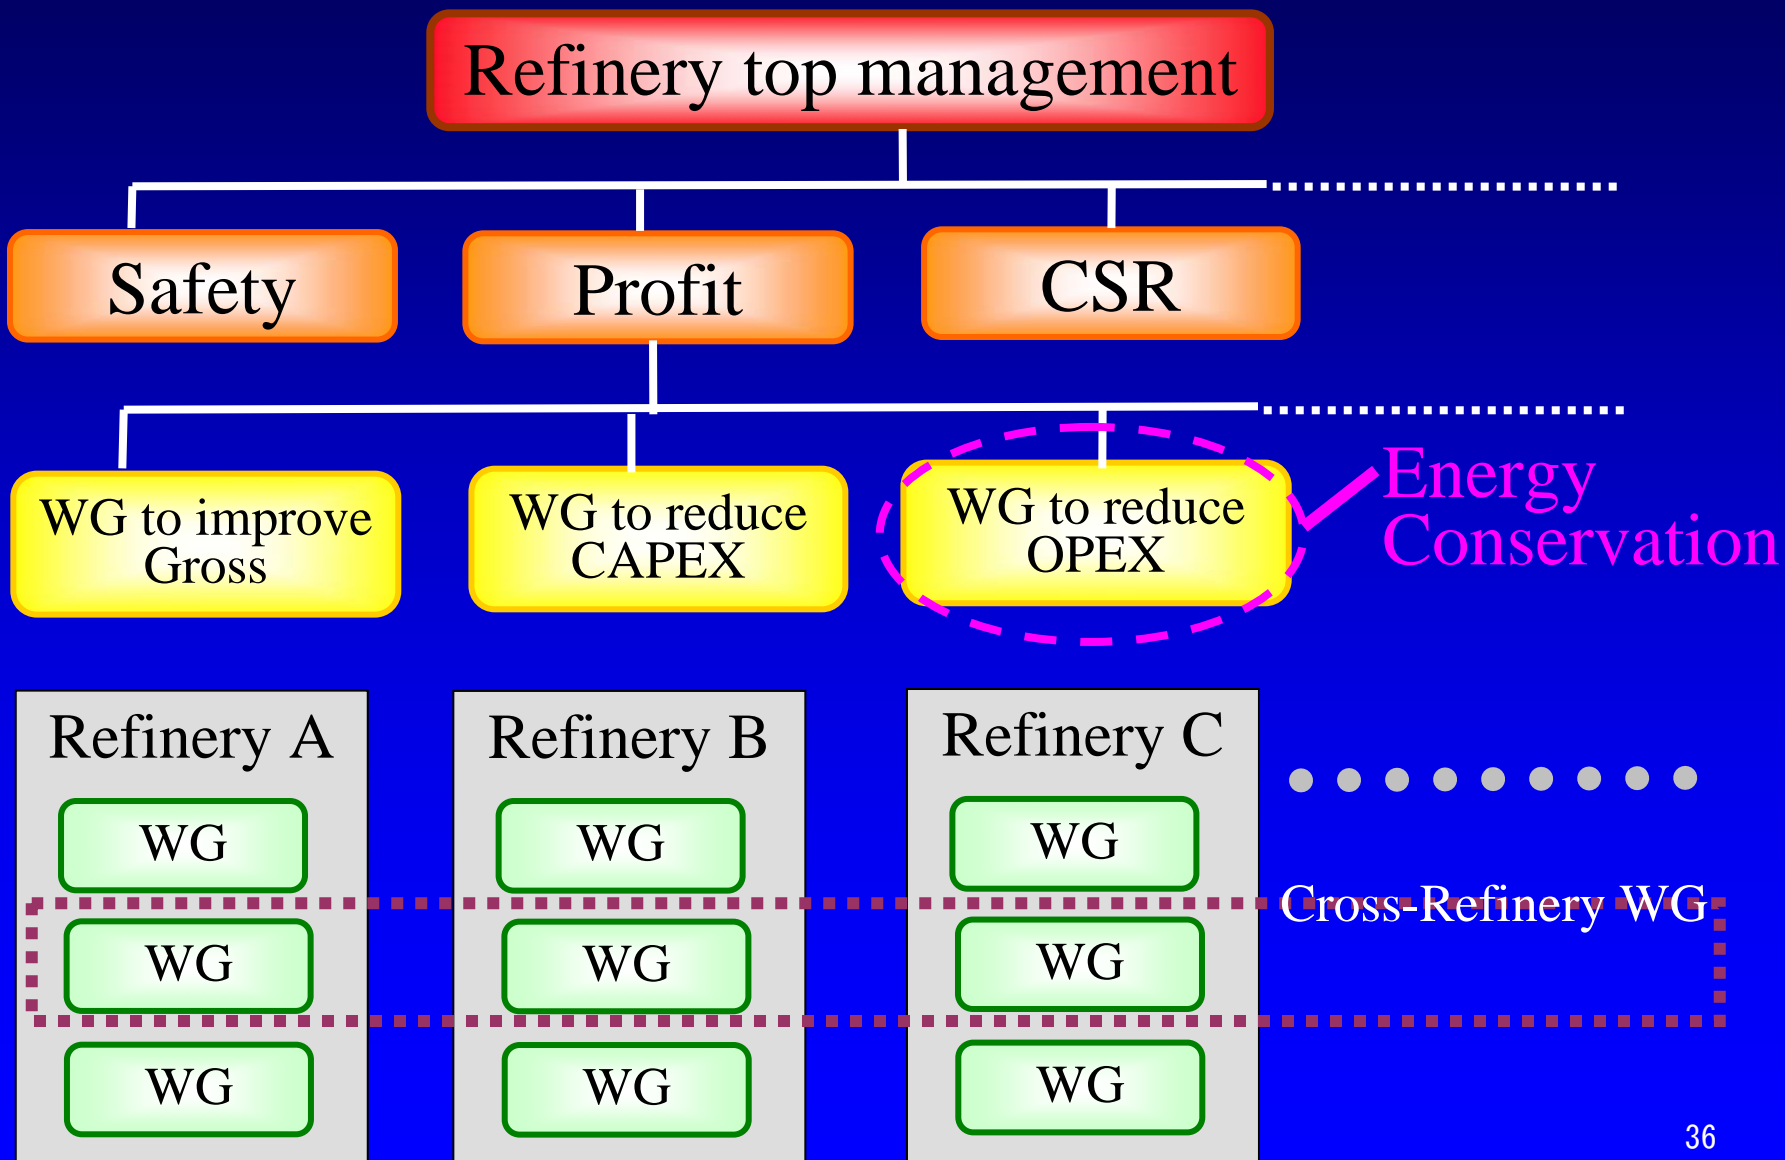 Refinery top management
Safety
Profit
CSR
WG to improve
Gross
WG to reduce
CAPEX
WG to reduce
OPEX
Energy
Conservation
Refinery A
WG
WG
WG
Refinery B
WG
WG
WG
Refinery C
WG
WG
WG
Cross-Refinery WG
36